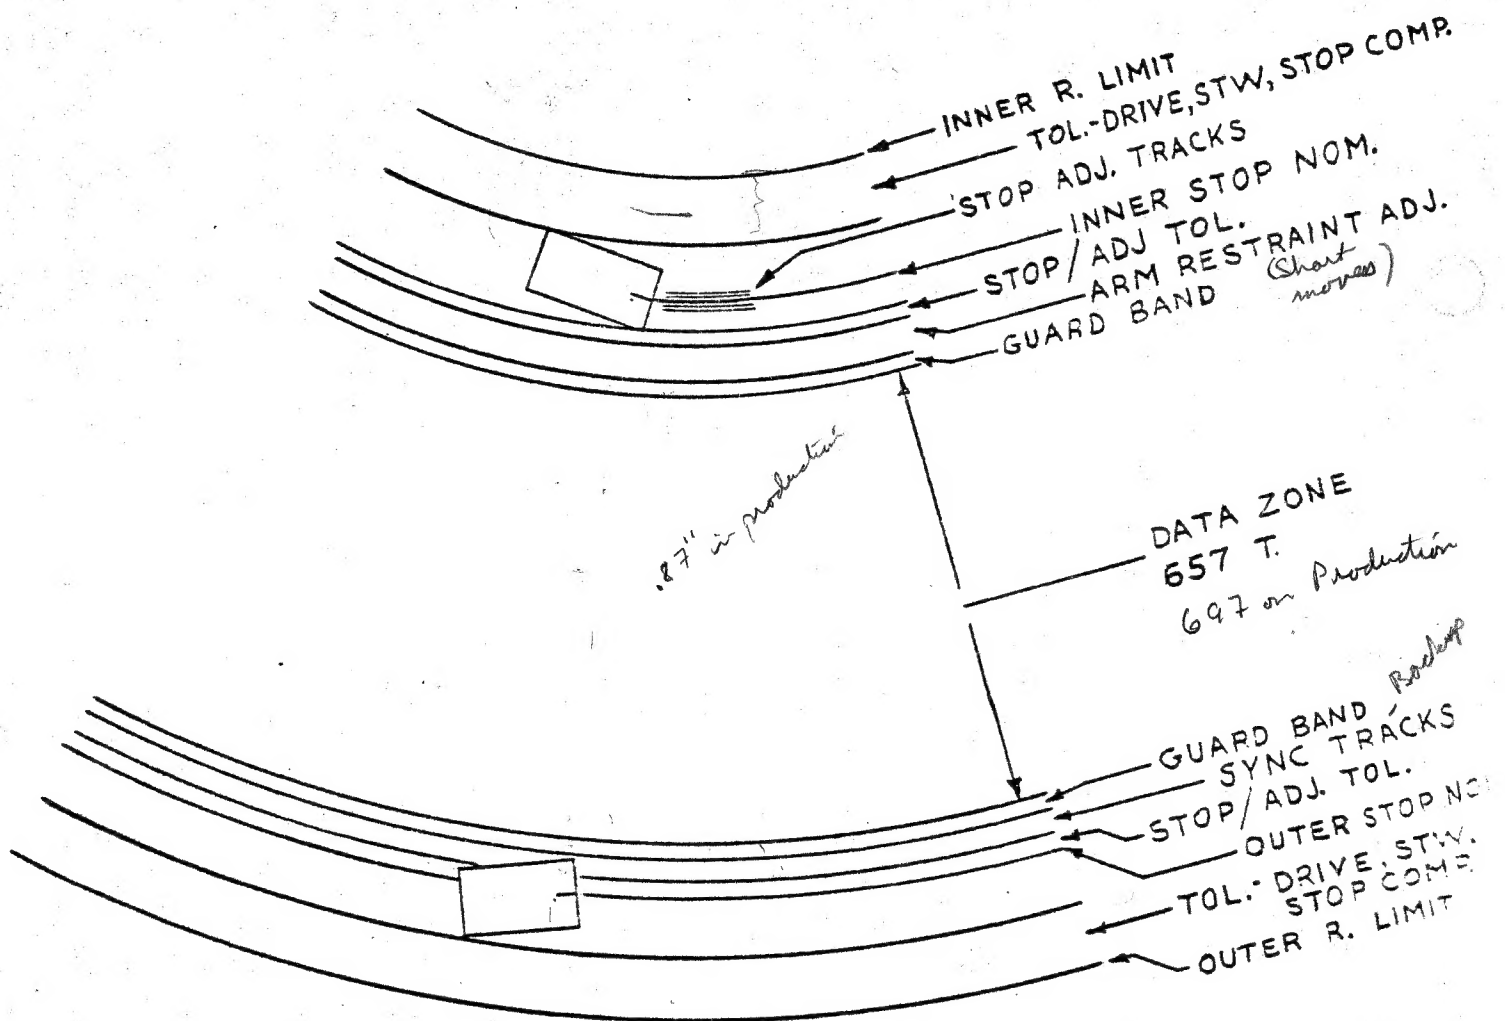 INNER R. LIMIT
TOL.-DRIVE, STW, STOP COMP.
STOP ADJ. TRACKS
INNER STOP NOM.
STOP/ADJ TOL.
ARM RESTRAINT ADJ.
(Short
moves)
GUARD BAND
.87" in production
DATA ZONE
657 T.
697 on Production
GUARD BAND
SYNC TRACKS
STOP/ADJ. TOL.
OUTER STOP
TOL.-DRIVE, STW.
STOP COMP.
OUTER R. LIMIT